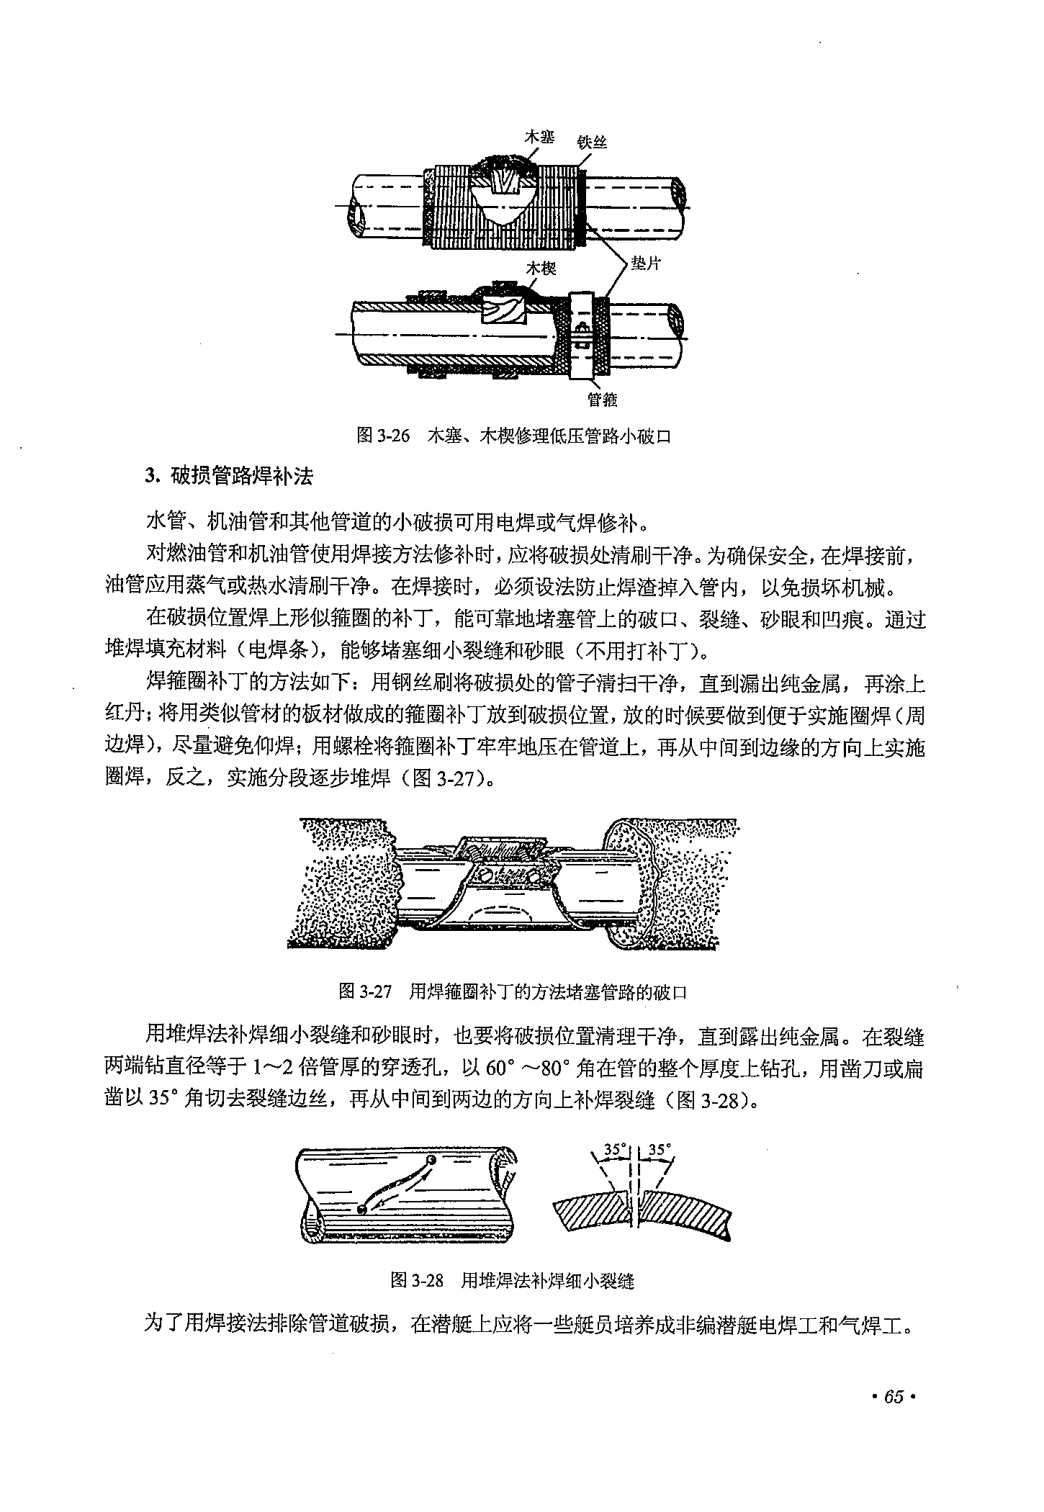 木塞 铁丝
垫片
木楔
管箍
图 3-26 木塞、木楔修理低压管路小破口
3. 破损管路焊补法
水管、机油管和其他管道的小破损可用电焊或气焊修补。
对燃油管和机油管使用焊接方法修补时，应将破损处清刷干净。为确保安全，在焊接前，
油管应用蒸气或热水清刷干净。在焊接时，必须设法防止焊渣掉入管内，以免损坏机械。
在破损位置焊上形似箍圈的补丁，能可靠地堵塞管上的破口、裂缝、砂眼和凹痕。通过
堆焊填充材料（电焊条），能够堵塞细小裂缝和砂眼（不用打补丁）。
焊箍圈补丁的方法如下：用钢丝刷将破损处的管子清扫干净，直到漏出纯金属，再涂上
红丹；将用类似管材的板材做成的箍圈补丁放到破损位置，放的时候要做到便于实施圈焊（周
边焊），尽量避免仰焊；用螺栓将箍圈补丁牢牢地压在管道上，再从中间到边缘的方向上实施
圈焊，反之，实施分段逐步堆焊（图 3-27）。
图 3-27 用焊箍圈补丁的方法堵塞管路的破口
用堆焊法补焊细小裂缝和砂眼时，也要将破损位置清理干净，直到露出纯金属。在裂缝
两端钻直径等于 1～2 倍管厚的穿透孔，以 60°～80°角在管的整个厚度上钻孔，用凿刀或扁
凿以 35°角切去裂缝边丝，再从中间到两边的方向上补焊裂缝（图 3-28）。
35° 35°
图 3-28 用堆焊法补焊细小裂缝
为了用焊接法排除管道破损，在潜艇上应将一些艇员培养成非编潜艇电焊工和气焊工。
·65·